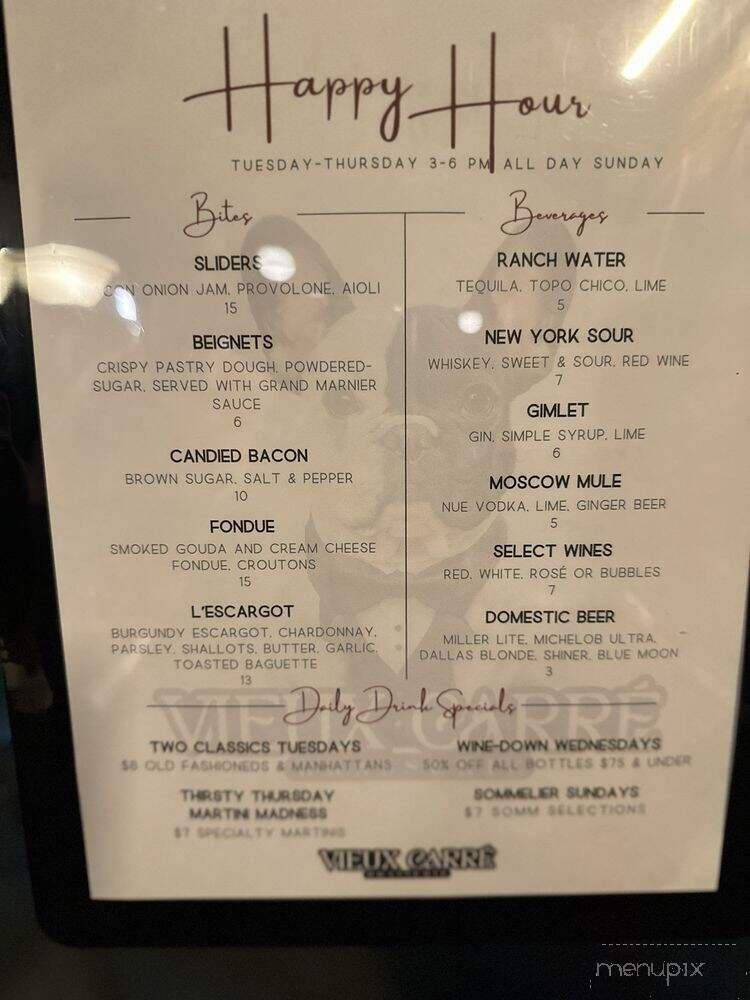 Happy Hour
TUESDAY-THURSDAY 3-6 PM ALL DAY SUNDAY
Bites
SLIDERS
ONION JAM, PROVOLONE, AIOLI
15
BEIGNETS
CRISPY PASTRY DOUGH, POWDERED-
SUGAR, SERVED WITH GRAND MARNIER
SAUCE
6
CANDIED BACON
BROWN SUGAR, SALT & PEPPER
10
FONDUE
SMOKED GOUDA AND CREAM CHEESE
FONDUE, CROUTONS
15
L'ESCARGOT
BURGUNDY ESCARGOT, CHARDONNAY,
PARSLEY, SHALLOTS, BUTTER, GARLIC,
TOASTED BAGUETTE
13
Beverages
RANCH WATER
TEQUILA, TOPO CHICO, LIME
5
NEW YORK SOUR
WHISKEY, SWEET & SOUR, RED WINE
7
GIMLET
GIN, SIMPLE SYRUP, LIME
6
MOSCOW MULE
NUE VODKA, LIME, GINGER BEER
5
SELECT WINES
RED, WHITE, ROSÉ OR BUBBLES
7
DOMESTIC BEER
MILLER LITE, MICHELOB ULTRA,
DALLAS BLONDE, SHINER, BLUE MOON
3
VIEUX CARRÉ
Daily Drink Specials
TWO CLASSICS TUESDAYS
$8 OLD FASHIONEDS & MANHATTANS
WINE-DOWN WEDNESDAYS
50% OFF ALL BOTTLES $75 & UNDER
THIRSTY THURSDAY
MARTINI MADNESS
$7 SPECIALTY MARTINIS
SOMMELIER SUNDAYS
$7 SOMM SELECTIONS
VIEUX CARRÉ
menupix